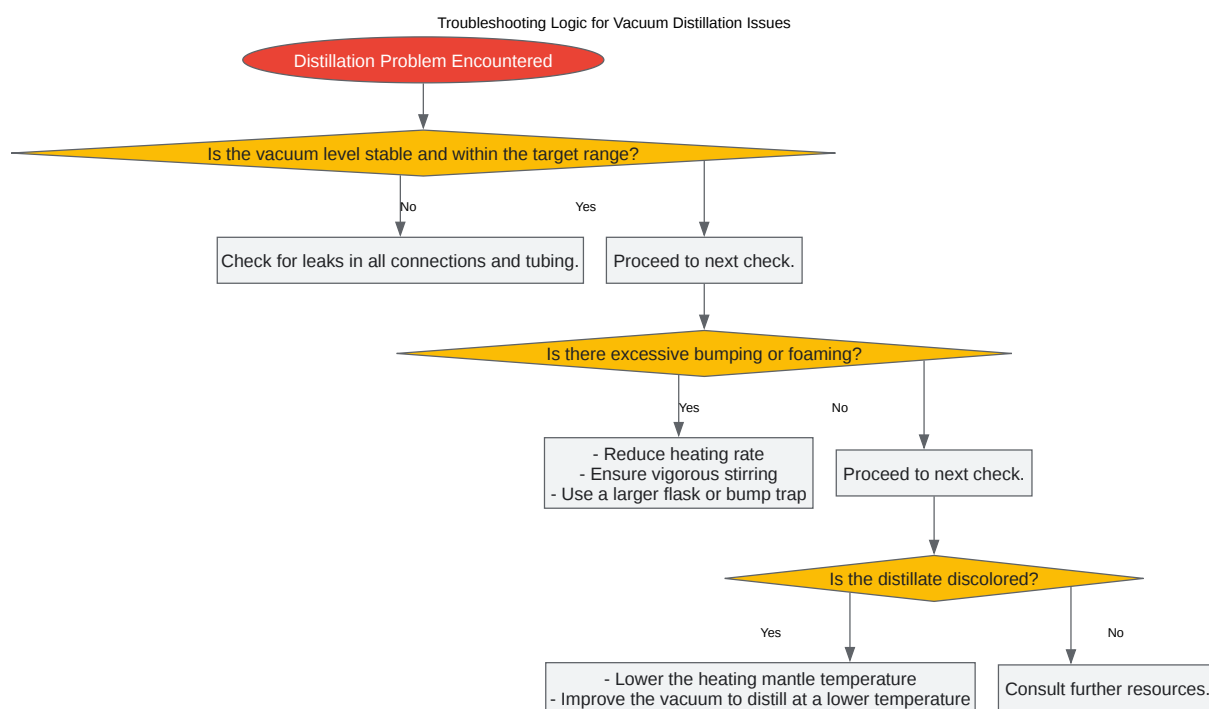 Troubleshooting Logic for Vacuum Distillation Issues
Distillation Problem Encountered
Is the vacuum level stable and within the target range?
No
Yes
Check for leaks in all connections and tubing.
Proceed to next check.
Is there excessive bumping or foaming?
Yes
No
- Reduce heating rate
- Ensure vigorous stirring
- Use a larger flask or bump trap
Proceed to next check.
Is the distillate discolored?
Yes
No
- Lower the heating mantle temperature
- Improve the vacuum to distill at a lower temperature
Consult further resources.